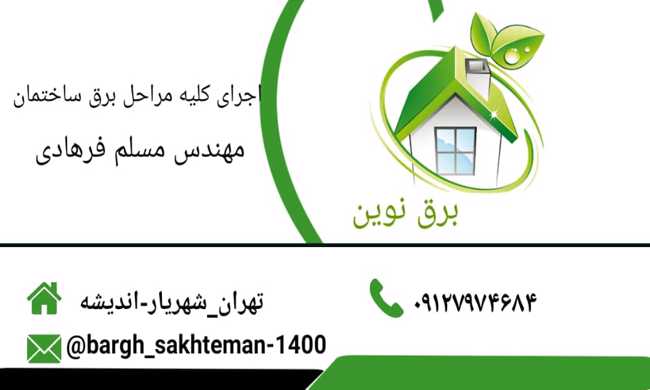 اجرای کلیه مراحل برق ساختمان
مهندس مسلم فرهادی
برق نوین
تهران_شهریار-اندیشه
۰۹۱۲۷۹۷۴۶۸۴
@bargh_sakhteman-1400